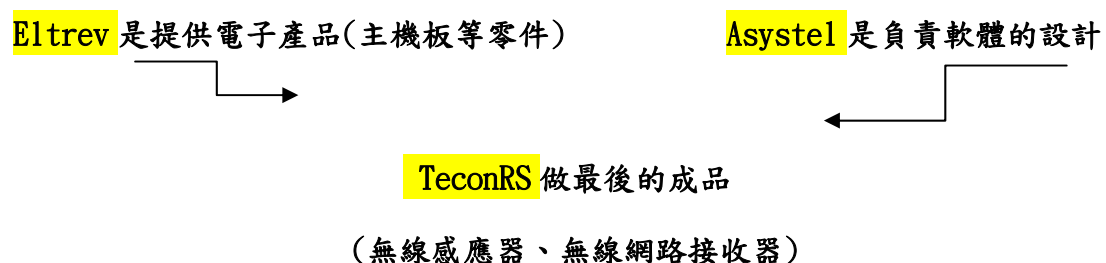 Eltrev 是提供電子產品(主機板等零件)
Asystel 是負責軟體的設計
TeconRS 做最後的成品
(無線感應器、無線網路接收器)